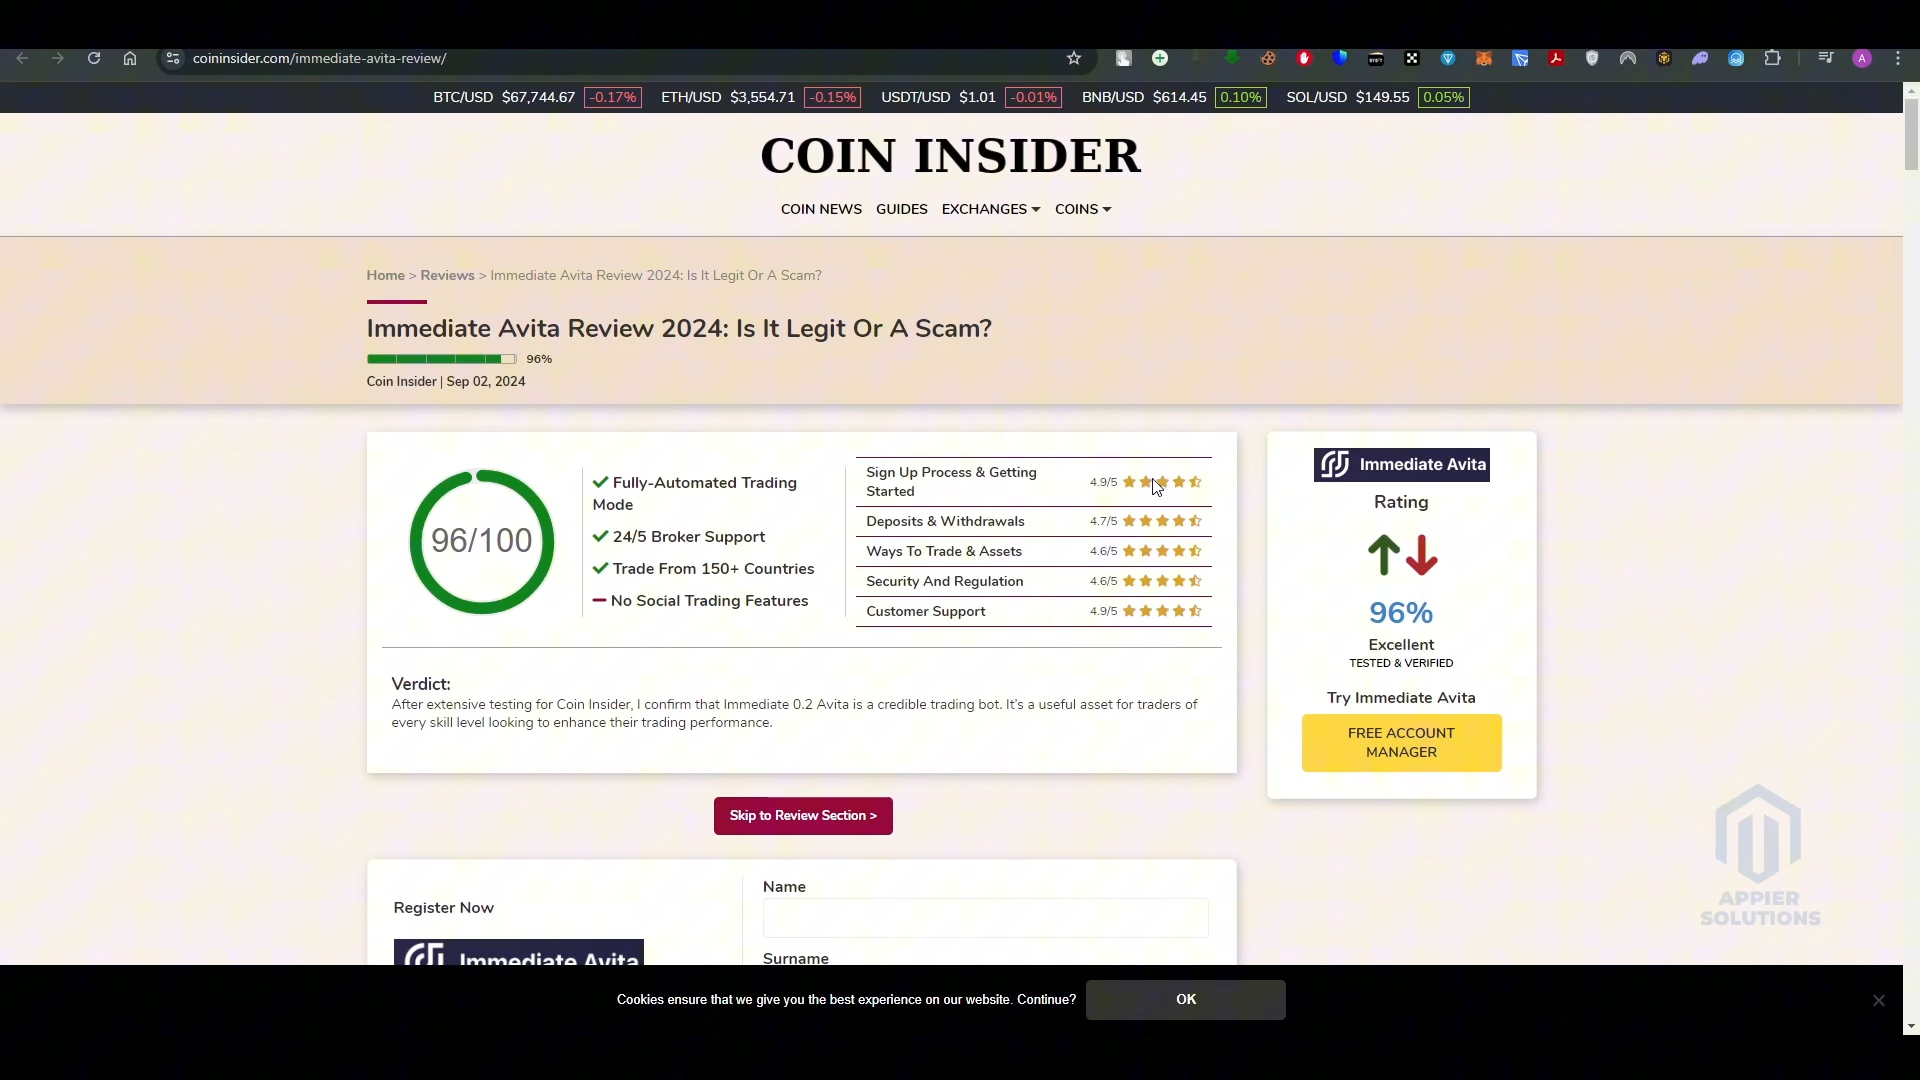 coininsider.com/immediate-avita-review/
BTC/USD $67,744.67 -0.17% ETH/USD $3,554.71 -0.15% USDT/USD $1.01 -0.01% BNB/USD $614.45 0.10% SOL/USD $149.55 0.05%
COIN INSIDER
COIN NEWS GUIDES EXCHANGES COINS
Home > Reviews > Immediate Avita Review 2024: Is It Legit Or A Scam?
Immediate Avita Review 2024: Is It Legit Or A Scam?
96%
Coin Insider | Sep 02, 2024
96/100
Fully-Automated Trading
Mode
24/5 Broker Support
Trade From 150+ Countries
No Social Trading Features
Sign Up Process & Getting
Started
4.9/5
Deposits & Withdrawals 4.7/5
Ways To Trade & Assets 4.6/5
Security And Regulation 4.6/5
Customer Support 4.9/5
Verdict:
After extensive testing for Coin Insider, I confirm that Immediate 0.2 Avita is a credible trading bot. It's a useful asset for traders of
every skill level looking to enhance their trading performance.
Immediate Avita
Rating
96%
Excellent
TESTED & VERIFIED
Try Immediate Avita
FREE ACCOUNT
MANAGER
Skip to Review Section >
Register Now
Immediate Avita
Name
Surname
APPIER
SOLUTIONS
Cookies ensure that we give you the best experience on our website. Continue?
OK